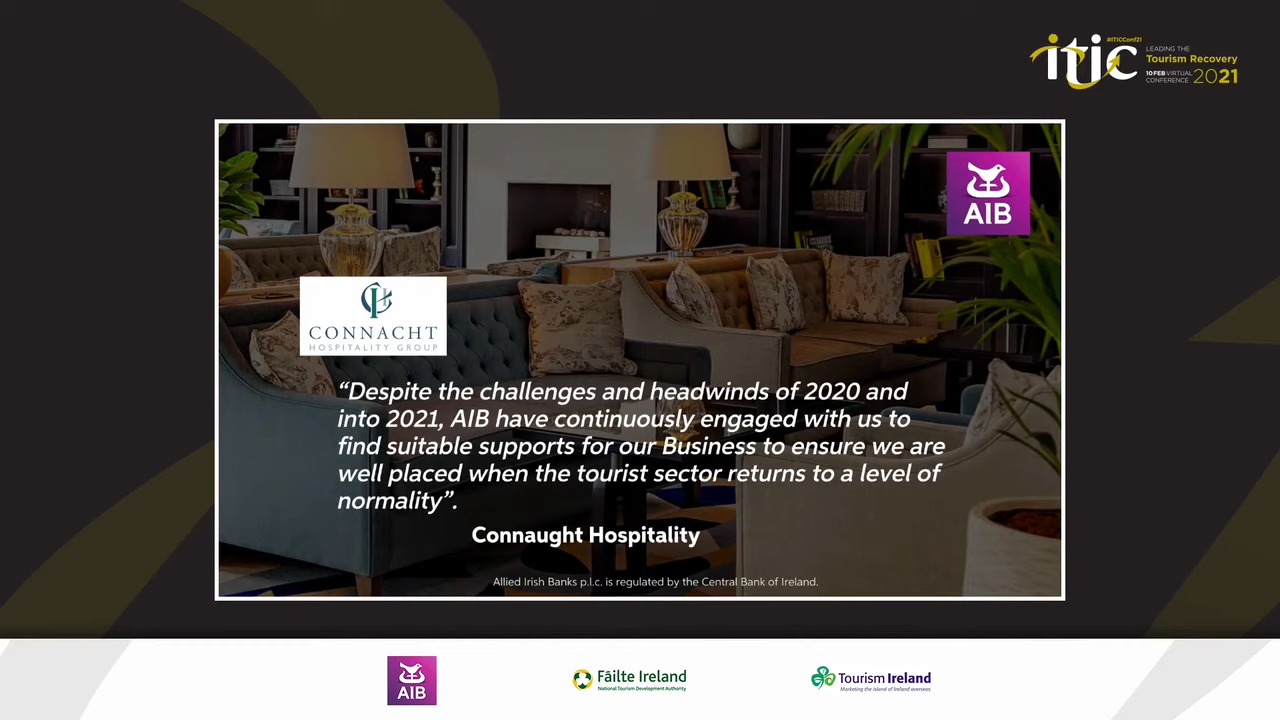 #ITICConf21
itic
LEADING THE
Tourism Recovery
10 FEB VIRTUAL
CONFERENCE 2021
AIB
CONNACHT
HOSPITALITY GROUP
“Despite the challenges and headwinds of 2020 and
into 2021, AIB have continuously engaged with us to
find suitable supports for our Business to ensure we are
well placed when the tourist sector returns to a level of
normality”.
Connaught Hospitality
Allied Irish Banks p.l.c. is regulated by the Central Bank of Ireland.
AIB
Fáilte Ireland
National Tourism Development Authority
Tourism Ireland
Marketing the island of Ireland overseas